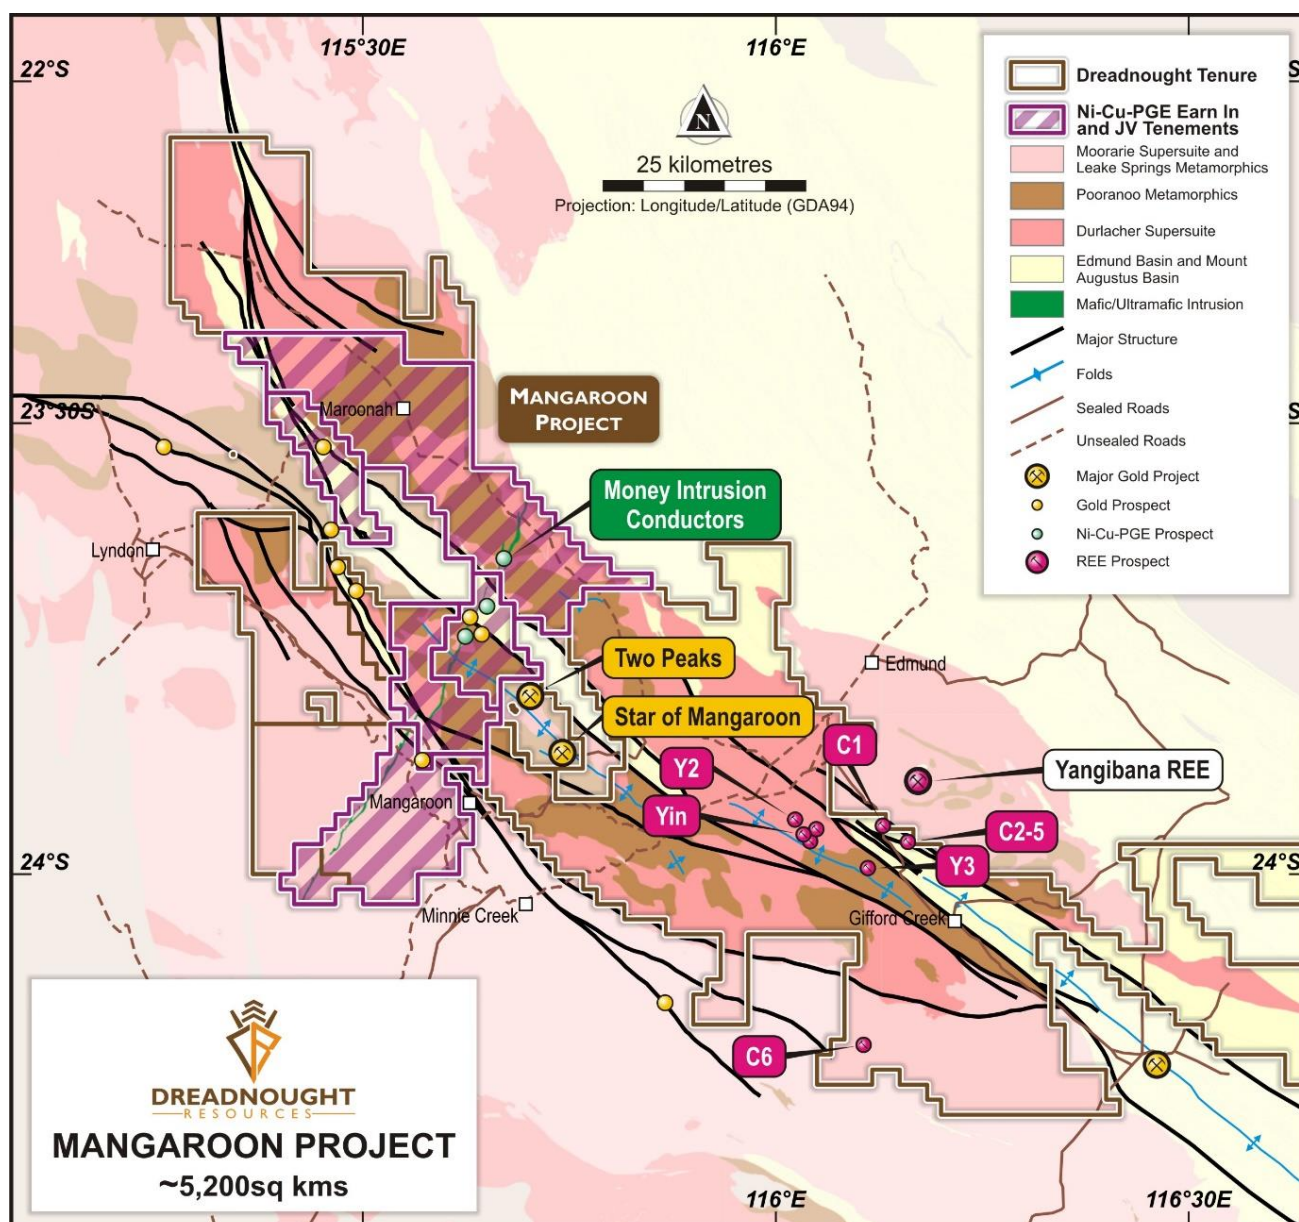 115°30E
116°E
22°S
S
N
25 kilometres
Projection: Longitude/Latitude (GDA94)
Dreadnought Tenure
Ni-Cu-PGE Earn In
and JV Tenements
Moorarie Supersuite and
Leake Springs Metamorphics
Pooranoo Metamorphics
Durlacher Supersuite
Edmund Basin and Mount
Augustus Basin
Mafic/Ultramafic Intrusion
Major Structure
Folds
Sealed Roads
Unsealed Roads
Major Gold Project
Gold Prospect
Ni-Cu-PGE Prospect
REE Prospect
23°30S
S
Maroonah
MANGAROON
PROJECT
Money Intrusion
Conductors
Lyndon
Two Peaks
Edmund
Star of Mangaroon
C1
Y2
Yangibana REE
Mangaroon
Yin
C2-5
Y3
24°S
24°S
Minnie Creek
Gifford Creek
C6
DREADNOUGHT
RESOURCES
MANGAROON PROJECT
~5,200sq kms
116°E
116°30E